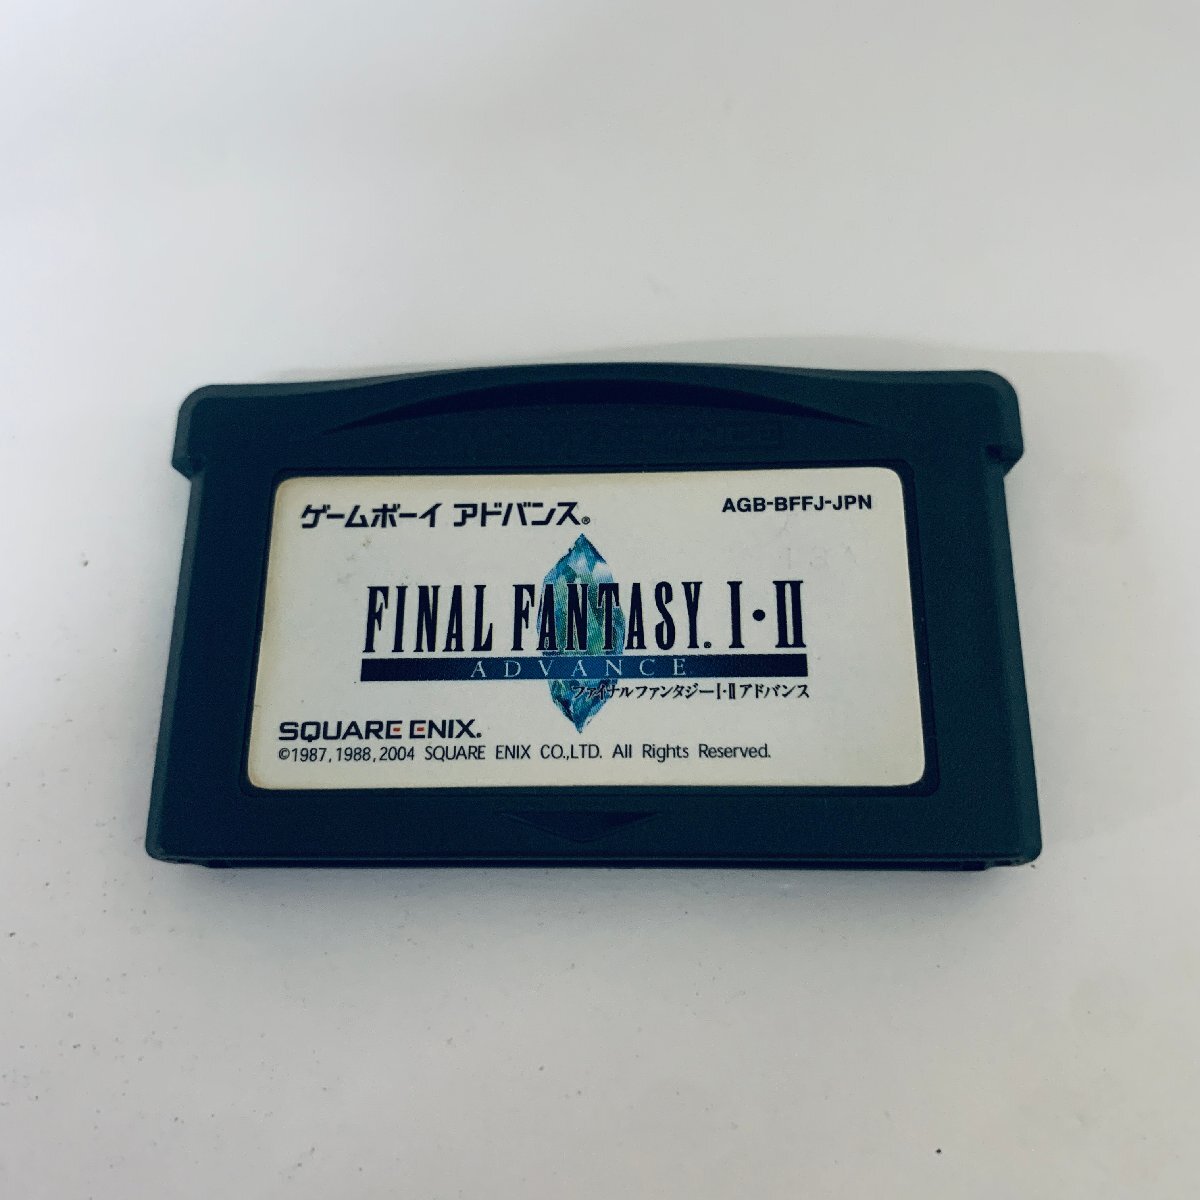 ゲームボーイ アドバンス®
AGB-BFFJ-JPN
FINAL FANTASY® I・II
ADVANCE
ファイナルファンタジーI・IIアドバンス
SQUARE ENIX®
©1987,1988,2004 SQUARE ENIX CO.,LTD. All Rights Reserved.